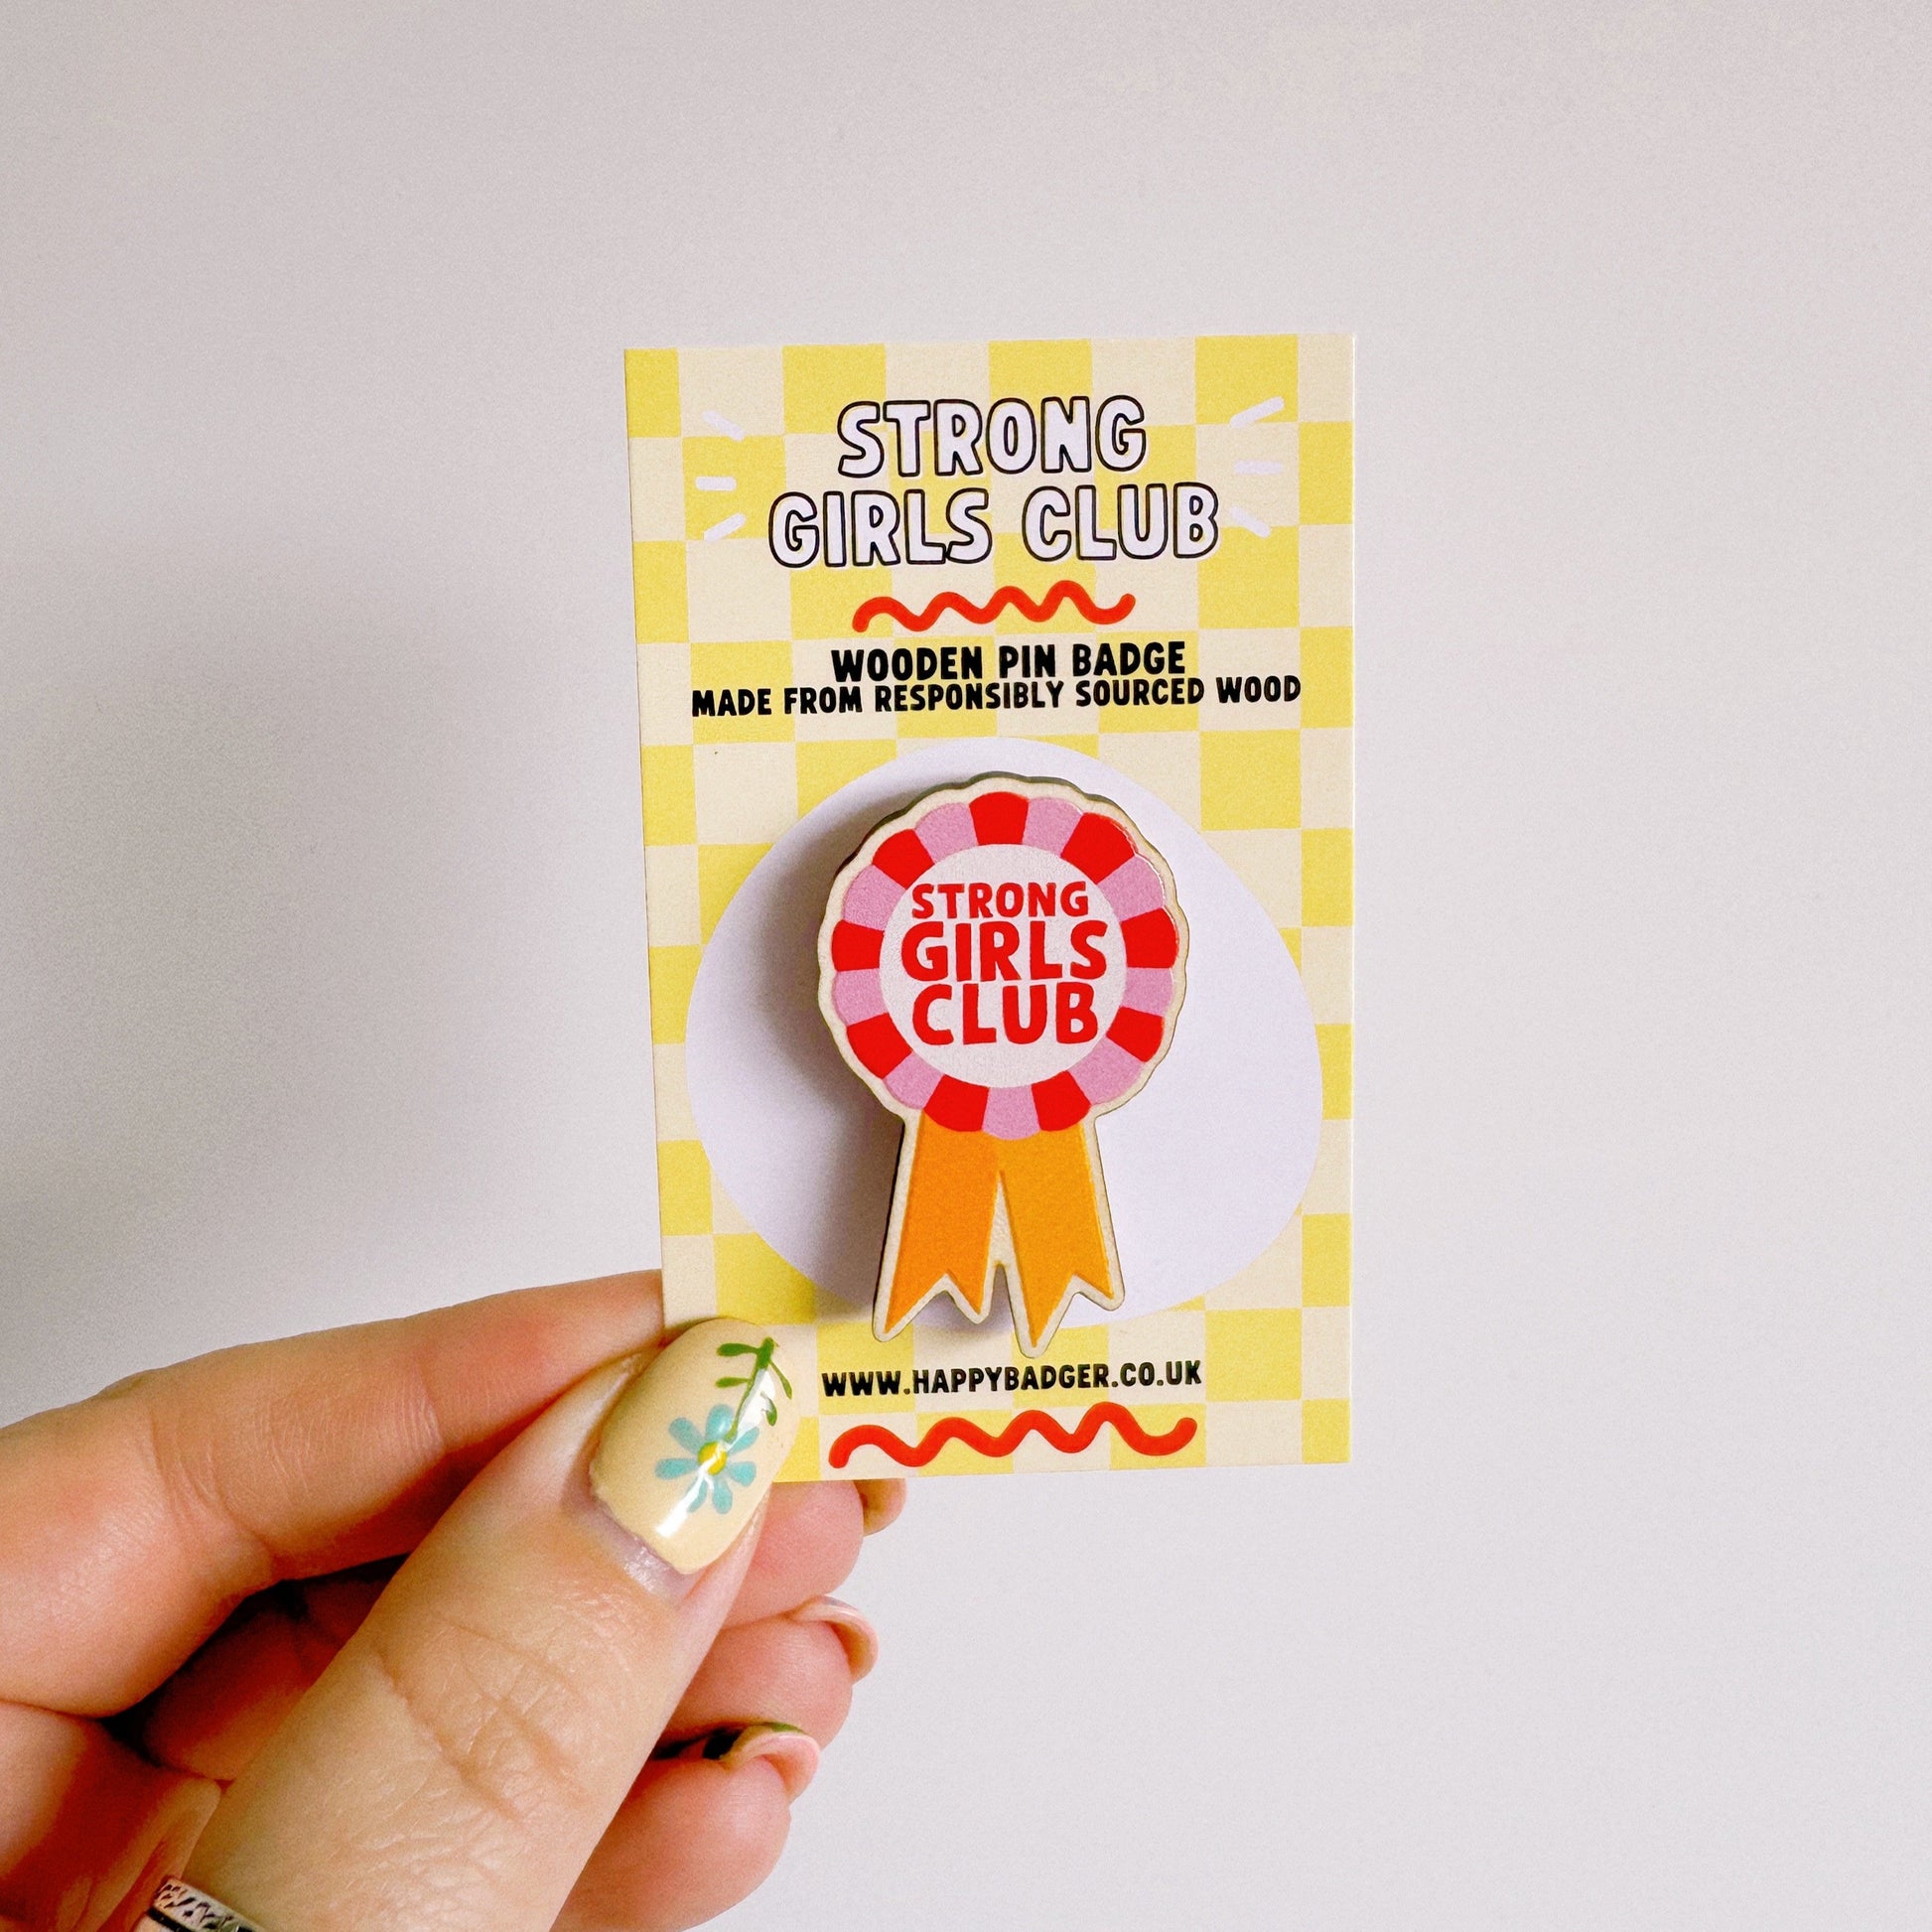 STRONG
GIRLS CLUB
WOODEN PIN BADGE
MADE FROM RESPONSIBLY SOURCED WOOD
STRONG
GIRLS
CLUB
WWW.HAPPYBADGER.CO.UK